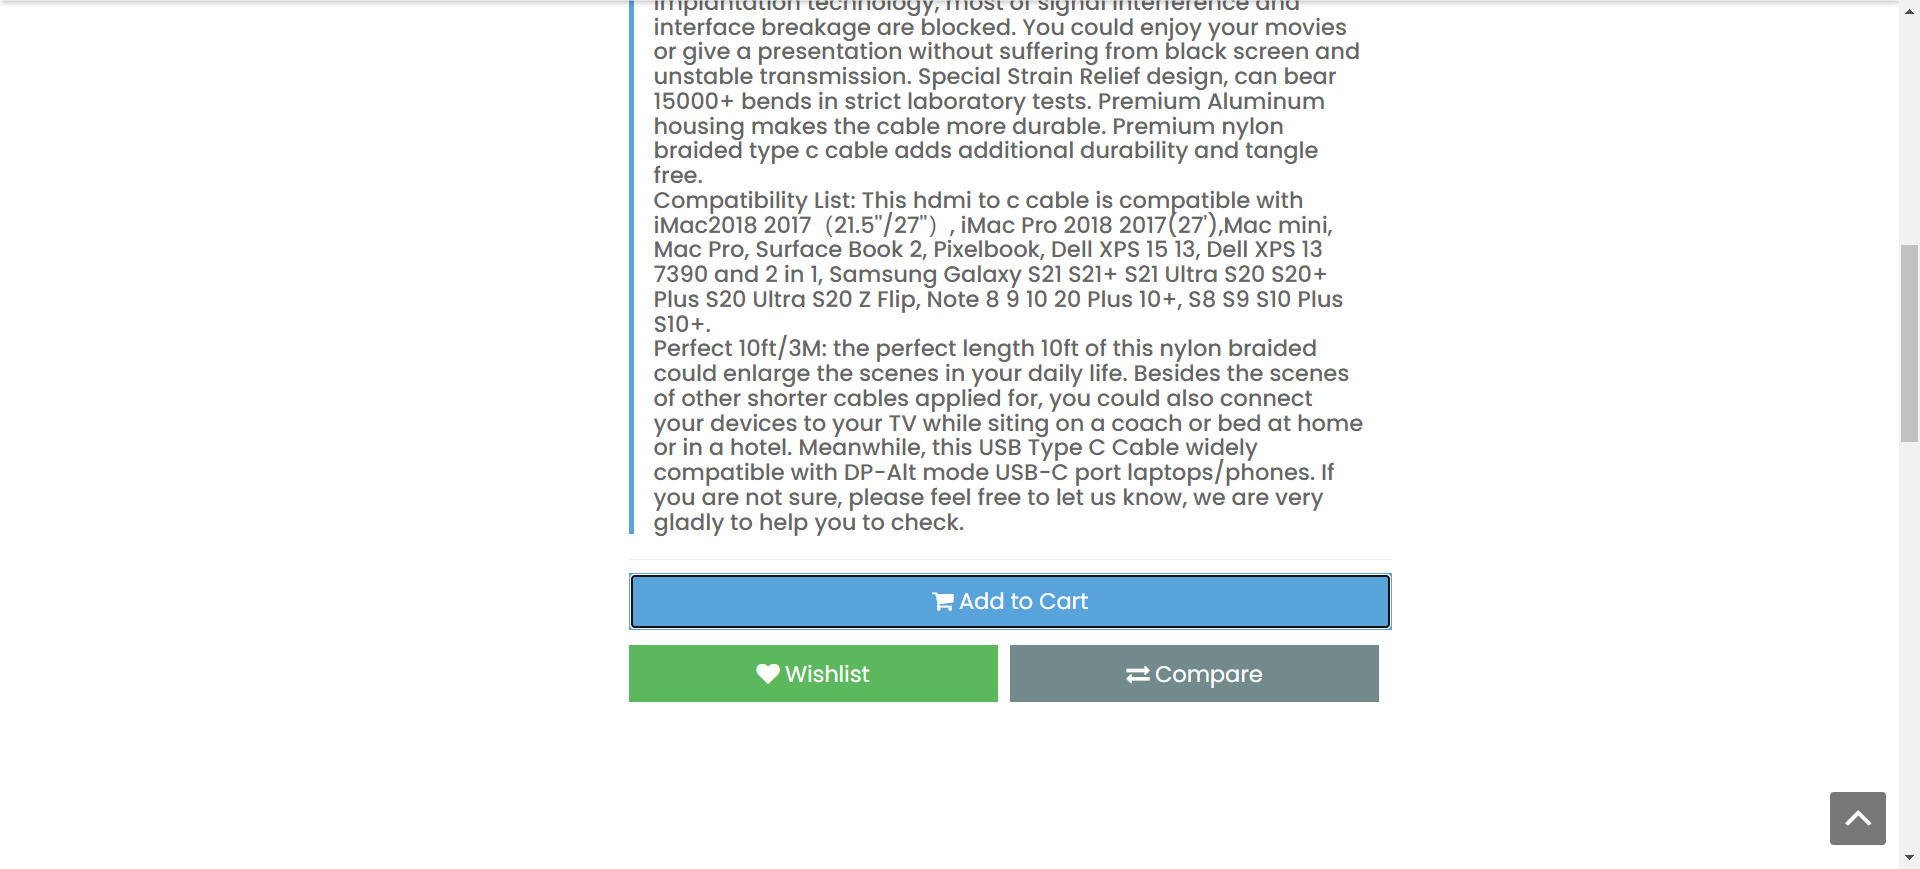 implantation technology, most of signal interference and
interface breakage are blocked. You could enjoy your movies
or give a presentation without suffering from black screen and
unstable transmission. Special Strain Relief design, can bear
15000+ bends in strict laboratory tests. Premium Aluminum
housing makes the cable more durable. Premium nylon
braided type c cable adds additional durability and tangle
free.
Compatibility List: This hdmi to c cable is compatible with
iMac2018 2017（21.5"/27"）, iMac Pro 2018 2017(27'),Mac mini,
Mac Pro, Surface Book 2, Pixelbook, Dell XPS 15 13, Dell XPS 13
7390 and 2 in 1, Samsung Galaxy S21 S21+ S21 Ultra S20 S20+
Plus S20 Ultra S20 Z Flip, Note 8 9 10 20 Plus 10+, S8 S9 S10 Plus
S10+.
Perfect 10ft/3M: the perfect length 10ft of this nylon braided
could enlarge the scenes in your daily life. Besides the scenes
of other shorter cables applied for, you could also connect
your devices to your TV while siting on a coach or bed at home
or in a hotel. Meanwhile, this USB Type C Cable widely
compatible with DP-Alt mode USB-C port laptops/phones. If
you are not sure, please feel free to let us know, we are very
gladly to help you to check.
Add to Cart
Wishlist
Compare